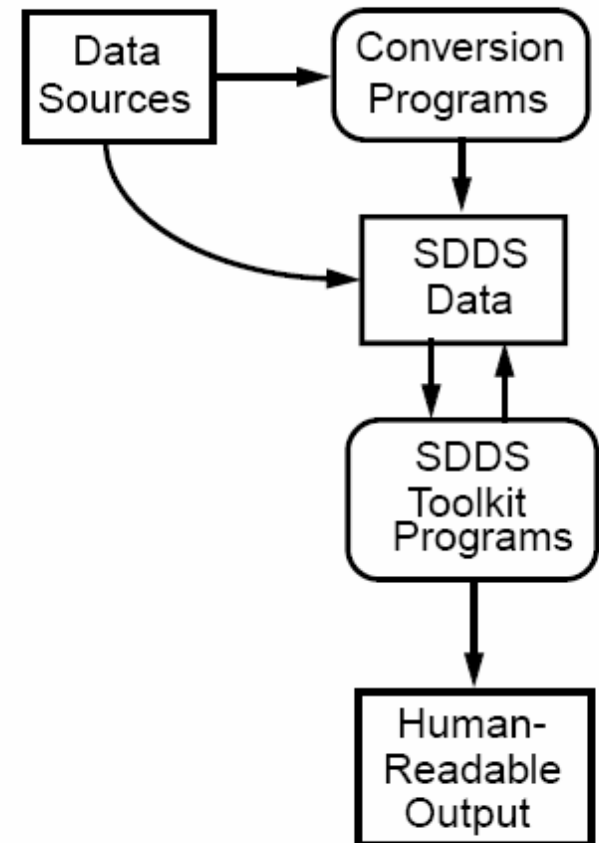 Data
Sources
Conversion
Programs
SDDS
Data
SDDS
Toolkit
Programs
Human-
Readable
Output